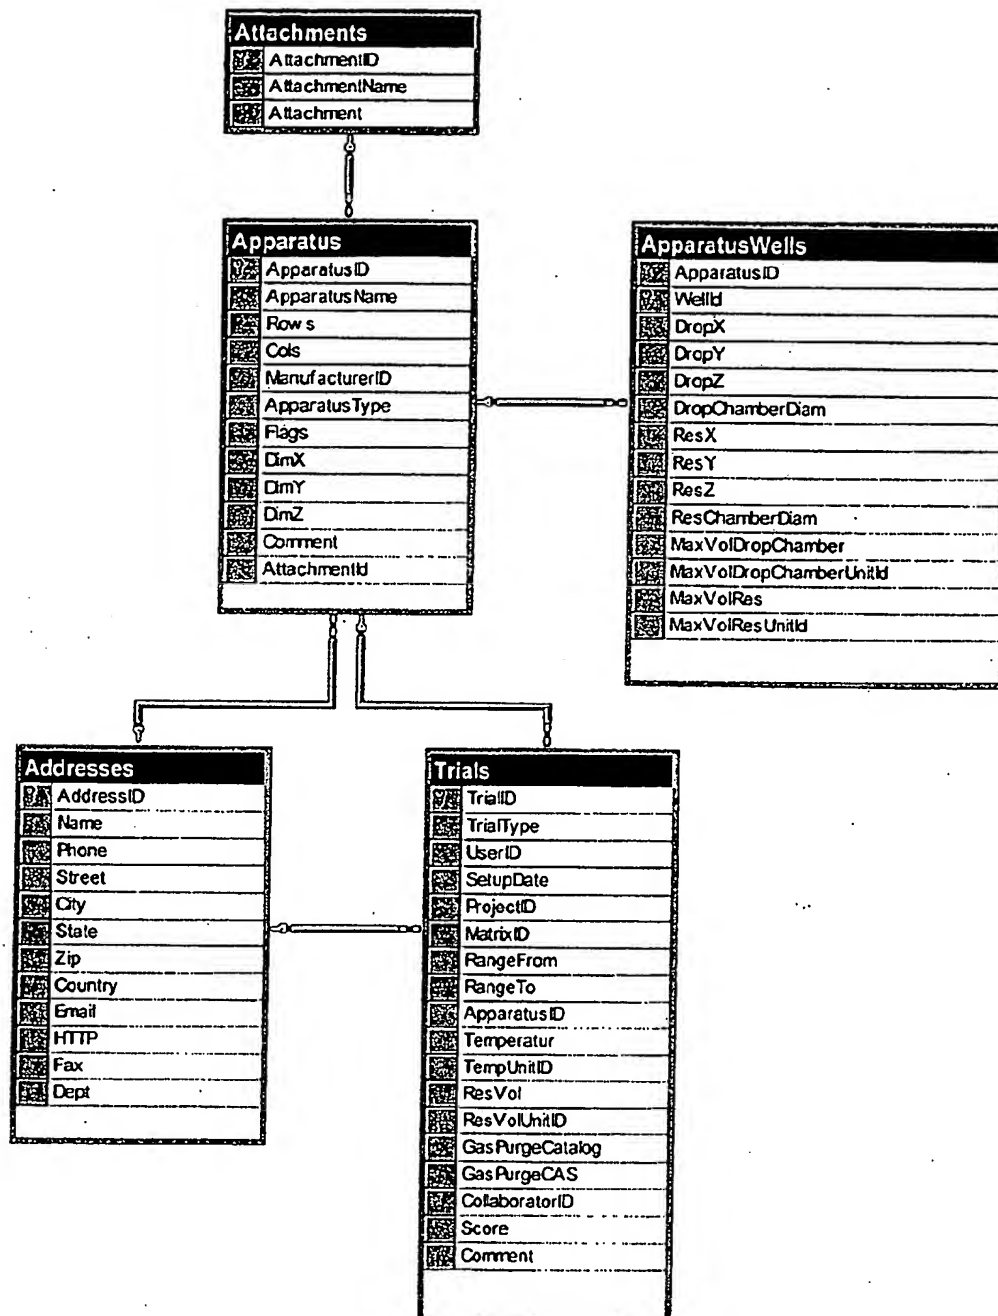 Attachments
AttachmentID
AttachmentName
Attachment
Apparatus
ApparatusID
ApparatusName
Rows
Cols
ManufacturerID
ApparatusType
Flags
DimX
DimY
DimZ
Comment
AttachmentId
ApparatusWells
ApparatusID
WellId
DropX
DropY
DropZ
DropChamberDiam
ResX
ResY
ResZ
ResChamberDiam
MaxVolDropChamber
MaxVolDropChamberUnitId
MaxVolRes
MaxVolResUnitId
Addresses
AddressID
Name
Phone
Street
City
State
Zip
Country
Email
HTTP
Fax
Dept
Trials
TrialID
TrialType
UserID
SetupDate
ProjectID
MatrixID
RangeFrom
RangeTo
ApparatusID
Temperatur
TempUnitID
ResVol
ResVolUnitID
GasPurgeCatalog
GasPurgeCAS
CollaboratorID
Score
Comment